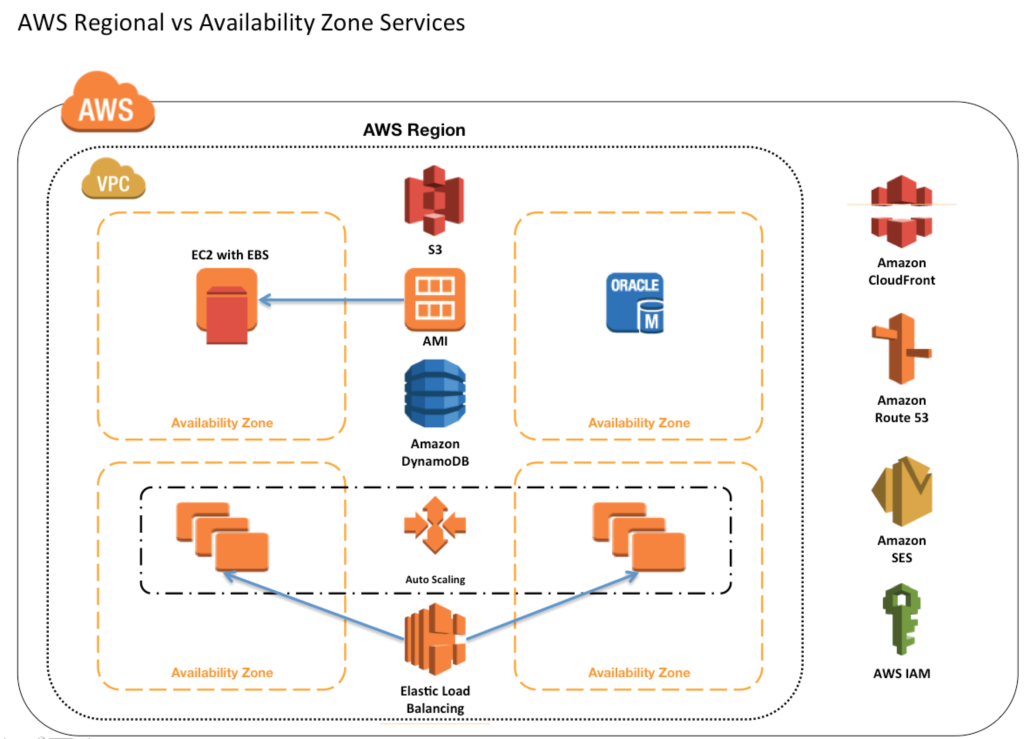 AWS Regional vs Availability Zone Services
AWS
AWS Region
VPC
S3
EC2 with EBS
AMI
ORACLE
M
Availability Zone
Availability Zone
Amazon
DynamoDB
Auto Scaling
Elastic Load
Balancing
Availability Zone
Availability Zone
Amazon
CloudFront
Amazon
Route 53
Amazon
SES
AWS IAM